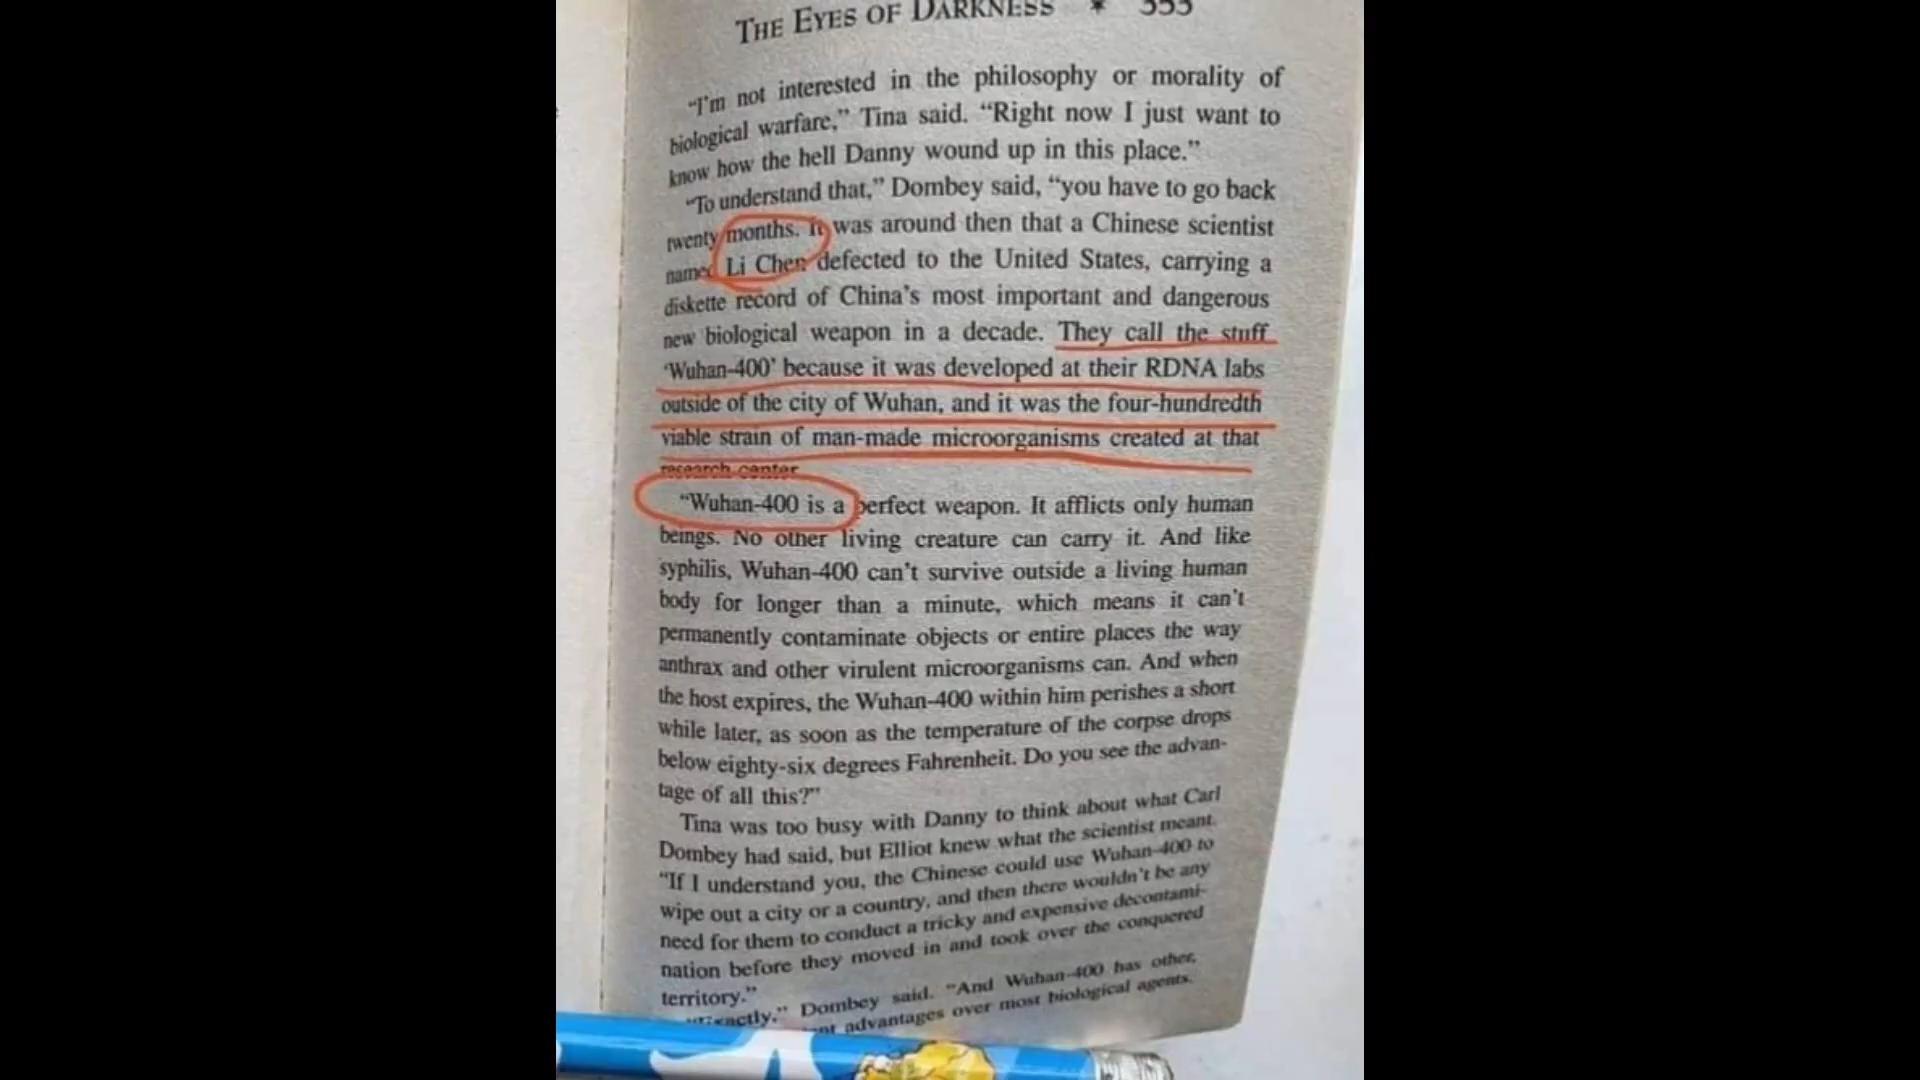 THE EYES OF DARKNESS * 353
"I'm not interested in the philosophy or morality of
biological warfare," Tina said. "Right now I just want to
know how the hell Danny wound up in this place."
"To understand that," Dombey said, "you have to go back
twenty months. It was around then that a Chinese scientist
named Li Chen defected to the United States, carrying a
diskette record of China's most important and dangerous
new biological weapon in a decade. They call the stuff
'Wuhan-400' because it was developed at their RDNA labs
outside of the city of Wuhan, and it was the four-hundredth
viable strain of man-made microorganisms created at that
research center.
"Wuhan-400 is a perfect weapon. It afflicts only human
beings. No other living creature can carry it. And like
syphilis, Wuhan-400 can't survive outside a living human
body for longer than a minute, which means it can't
permanently contaminate objects or entire places the way
anthrax and other virulent microorganisms can. And when
the host expires, the Wuhan-400 within him perishes a short
while later, as soon as the temperature of the corpse drops
below eighty-six degrees Fahrenheit. Do you see the advan-
tage of all this?"
Tina was too busy with Danny to think about what Carl
Dombey had said, but Elliot knew what the scientist meant.
"If I understand you, the Chinese could use Wuhan-400 to
wipe out a city or a country, and then there wouldn't be any
need for them to conduct a tricky and expensive decontami-
nation before they moved in and took over the conquered
territory."
"Exactly," Dombey said. "And Wuhan-400 has other,
advantages over most biological agents.